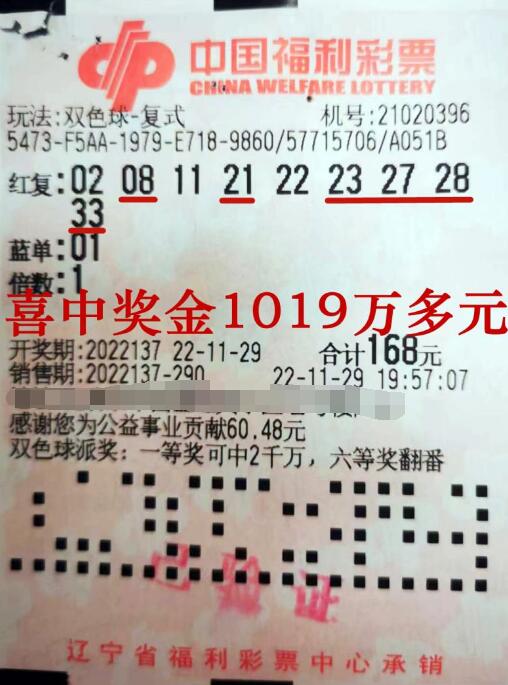 中国福利彩票
CHINA WELFARE LOTTERY
玩法:双色球-复式 机号:21020396
5473-F5AA-1979-E718-9860/57715706/A051B
红复:02 08 11 21 22 23 27 28
33
蓝单:01
倍数:1
喜中奖金1019万多元
开奖期:2022137 22-11-29 合计168元
销售期:2022137-290 22-11-29 19:57:07
感谢您为公益事业贡献60.48元
双色球派奖:一等奖可中2千万,六等奖翻番
辽宁省福利彩票中心承销